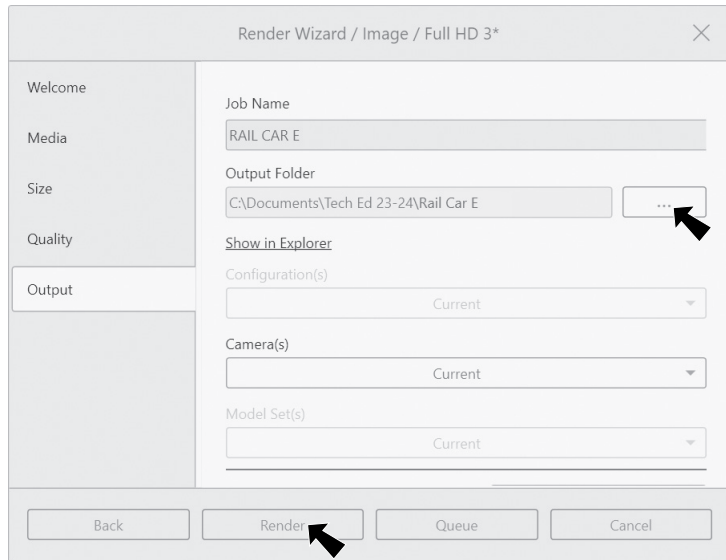 Render Wizard / Image / Full HD 3*
Welcome
Media
Size
Quality
Output
Job Name
RAIL CAR E
Output Folder
C:\Documents\Tech Ed 23-24\Rail Car E
...
Show in Explorer
Configuration(s)
Current
Camera(s)
Current
Model Set(s)
Current
Back
Render
Queue
Cancel